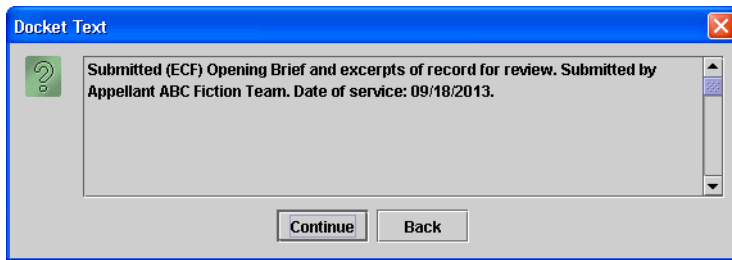 Docket Text
Submitted (ECF) Opening Brief and excerpts of record for review. Submitted by
Appellant ABC Fiction Team. Date of service: 09/18/2013.
Continue
Back